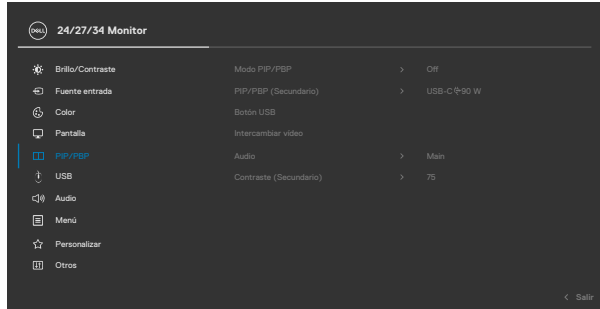 DELL 24/27/34 Monitor
Brillo/Contraste Modo PIP/PBP > Off
Fuente entrada PIP/PBP (Secundario) > USB-C 90 W
Color Botón USB
Pantalla Intercambiar vídeo
PIP/PBP Audio > Main
USB Contraste (Secundario) > 75
Audio
Menú
Personalizar
Otros
< Salir